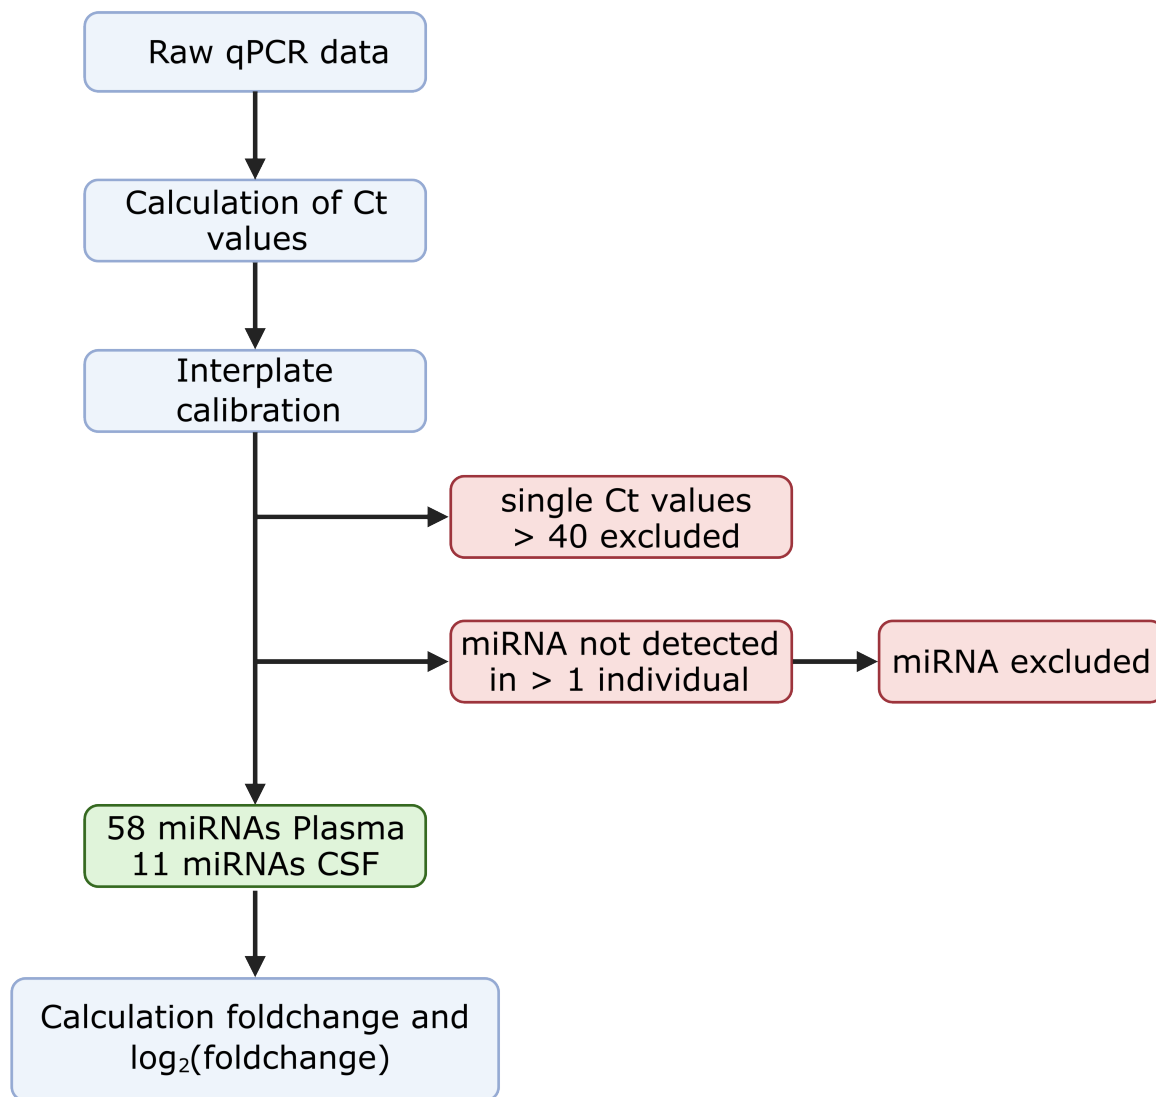 Raw qPCR data
Calculation of Ct
values
Interplate
calibration
single Ct values
> 40 excluded
miRNA not detected
in > 1 individual
miRNA excluded
58 miRNAs Plasma
11 miRNAs CSF
Calculation foldchange and
log₂(foldchange)